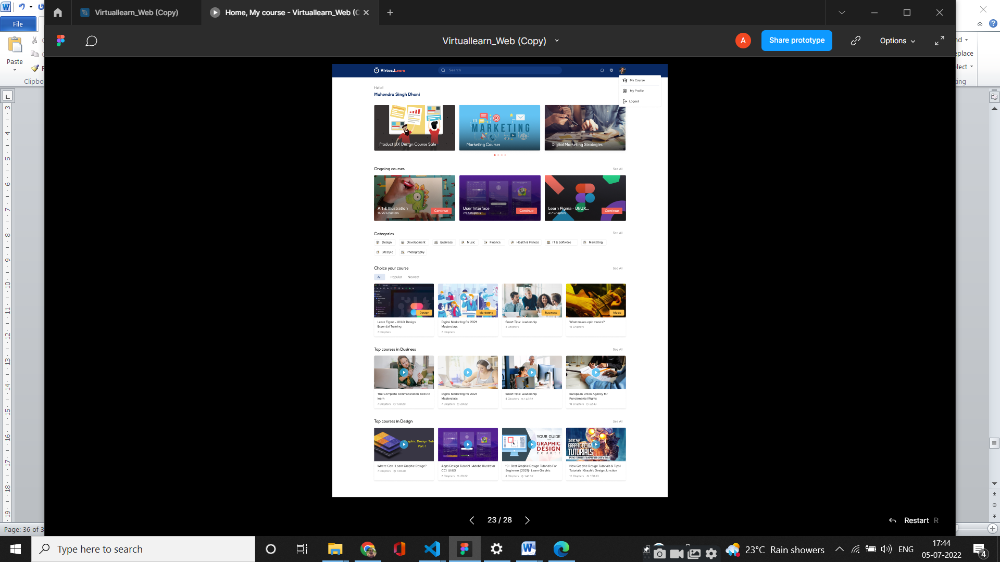 Virtuallearn_Web (Copy)
Home, My course - Virtuallearn_Web (C
File
Paste
Clipbo
Virtuallearn_Web (Copy)
A
Share prototype
Options
eplace
elect
VirtualLearn
Search
My Course
My Profile
Logout
Hello!
Mahendra Singh Dhoni
MARKETING
Product UX Design Course Sale
Marketing Courses
Digital Marketing Strategies
Ongoing courses
See All
Art & Illustration
15/20 Chapters
Continue
User Interface
7/8 Chapters
Continue
Learn Figma - UI/UX...
2/7 Chapters
Continue
Categories
See All
Design
Development
Business
Music
Finance
Health & Fitness
IT & Software
Marketing
Lifestyle
Photography
Choice your course
See All
All
Popular
Newest
Design
Marketing
Business
Music
Learn Figma - UI/UX Design
Essential Training
7 Chapters
Digital Marketing for 2021
Masterclass
7 Chapters
Smart Tips: Leadership
4 Chapters
What makes epic musics?
18 Chapters
Top courses in Business
See All
The Complete communication Skills to
learn
7 Chapters 1:30:20
Digital Marketing for 2021
Masterclass
7 Chapters 20:22
Smart Tips: Leadership
4 Chapters 1:40:32
European Union Agency for
Fundamental Rights
18 Chapters 32:43
Top courses in Design
See All
Graphic Design Tut
Part-1
YOUR GUIDE
GRAPHIC
DESIGN
COURSE
NEW
GRAPHIC DESIGN
TUTORIALS
Where Can I Learn Graphic Design?
7 Chapters 1:30:20
Apps Design Tutorial | Adobe Illustrator
CC | UI/UX
7 Chapters 20:22
10+ Best Graphic Design Tutorials For
Beginners [2021] - Learn Graphic
4 Chapters 1:40:32
New Graphic Design Tutorials & Tips |
Tutorials | Graphic Design Junction
12 Chapters 1:30:43
23 / 28
Restart R
Page: 36 of 3
Type here to search
23°C Rain showers
ENG
17:44
05-07-2022
4